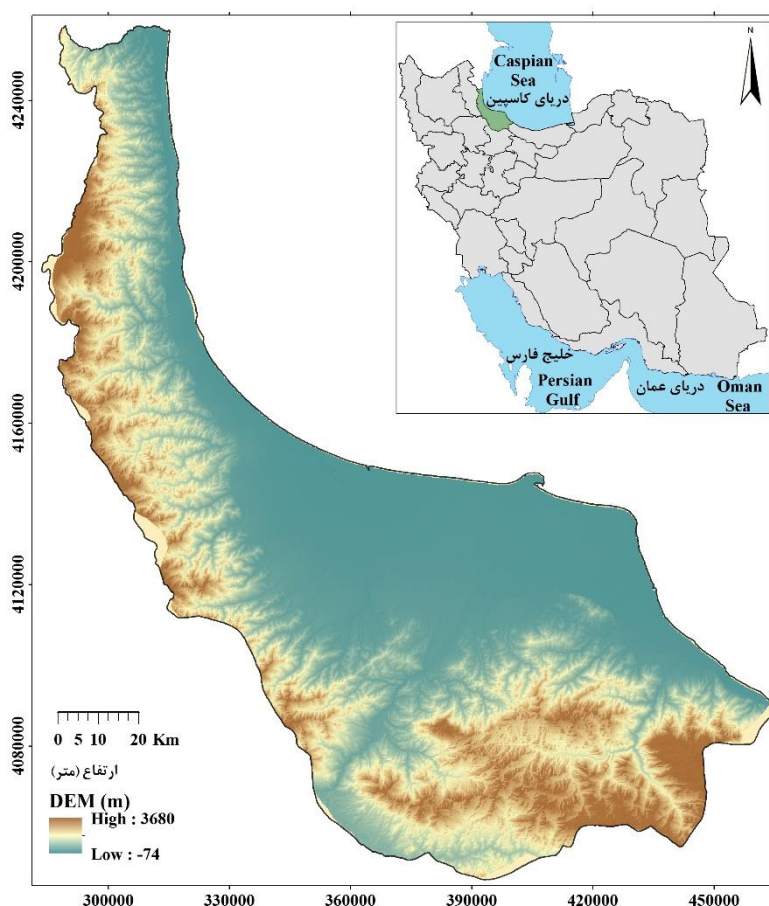 4240000
4200000
4160000
4120000
4080000
300000 330000 360000 390000 420000 450000
N
Caspian
Sea
دریای کاسپین
خلیج فارس
Persian
Gulf
دریای عمان
Oman
Sea
0 5 10 20 Km
ارتفاع (متر)
DEM (m)
High : 3680
Low : -74